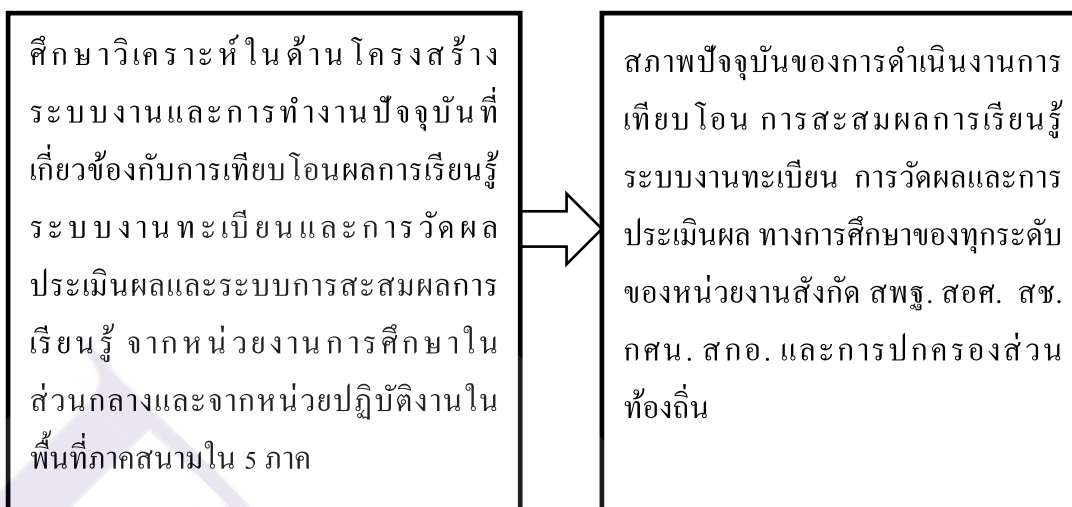 ศึกษาวิเคราะห์ในด้านโครงสร้าง
ระบบงานและการทำงานปัจจุบันที่
เกี่ยวข้องกับการเทียบโอนผลการเรียนรู้
ระบบงานทะเบียนและการวัดผล
ประเมินผลและระบบการสะสมผลการ
เรียนรู้ จากหน่วยงานการศึกษาใน
ส่วนกลางและจากหน่วยปฏิบัติงานใน
พื้นที่ภาคสนามใน 5 ภาค
สภาพปัจจุบันของการดำเนินงานการ
เทียบโอน การสะสมผลการเรียนรู้
ระบบงานทะเบียน การวัดผลและการ
ประเมินผล ทางการศึกษาของทุกระดับ
ของหน่วยงานสังกัด สพฐ. สอศ. สช.
กศน. สกอ. และการปกครองส่วน
ท้องถิ่น